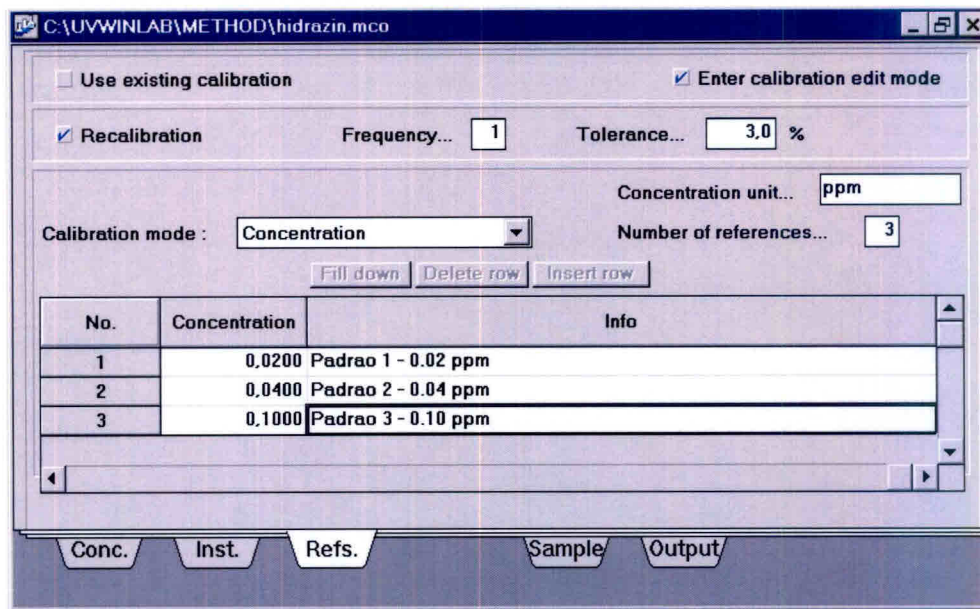 C:\UVWINLAB\METHOD\hidrazin.mco
Use existing calibration
Enter calibration edit mode
Recalibration Frequency... 1 Tolerance... 3,0 %
Concentration unit... ppm
Calibration mode : Concentration Number of references... 3
Fill down Delete row Insert row
No. Concentration Info
1 0,0200 Padrao 1 - 0.02 ppm
2 0,0400 Padrao 2 - 0.04 ppm
3 0,1000 Padrao 3 - 0.10 ppm
Conc. Inst. Refs. Sample Output